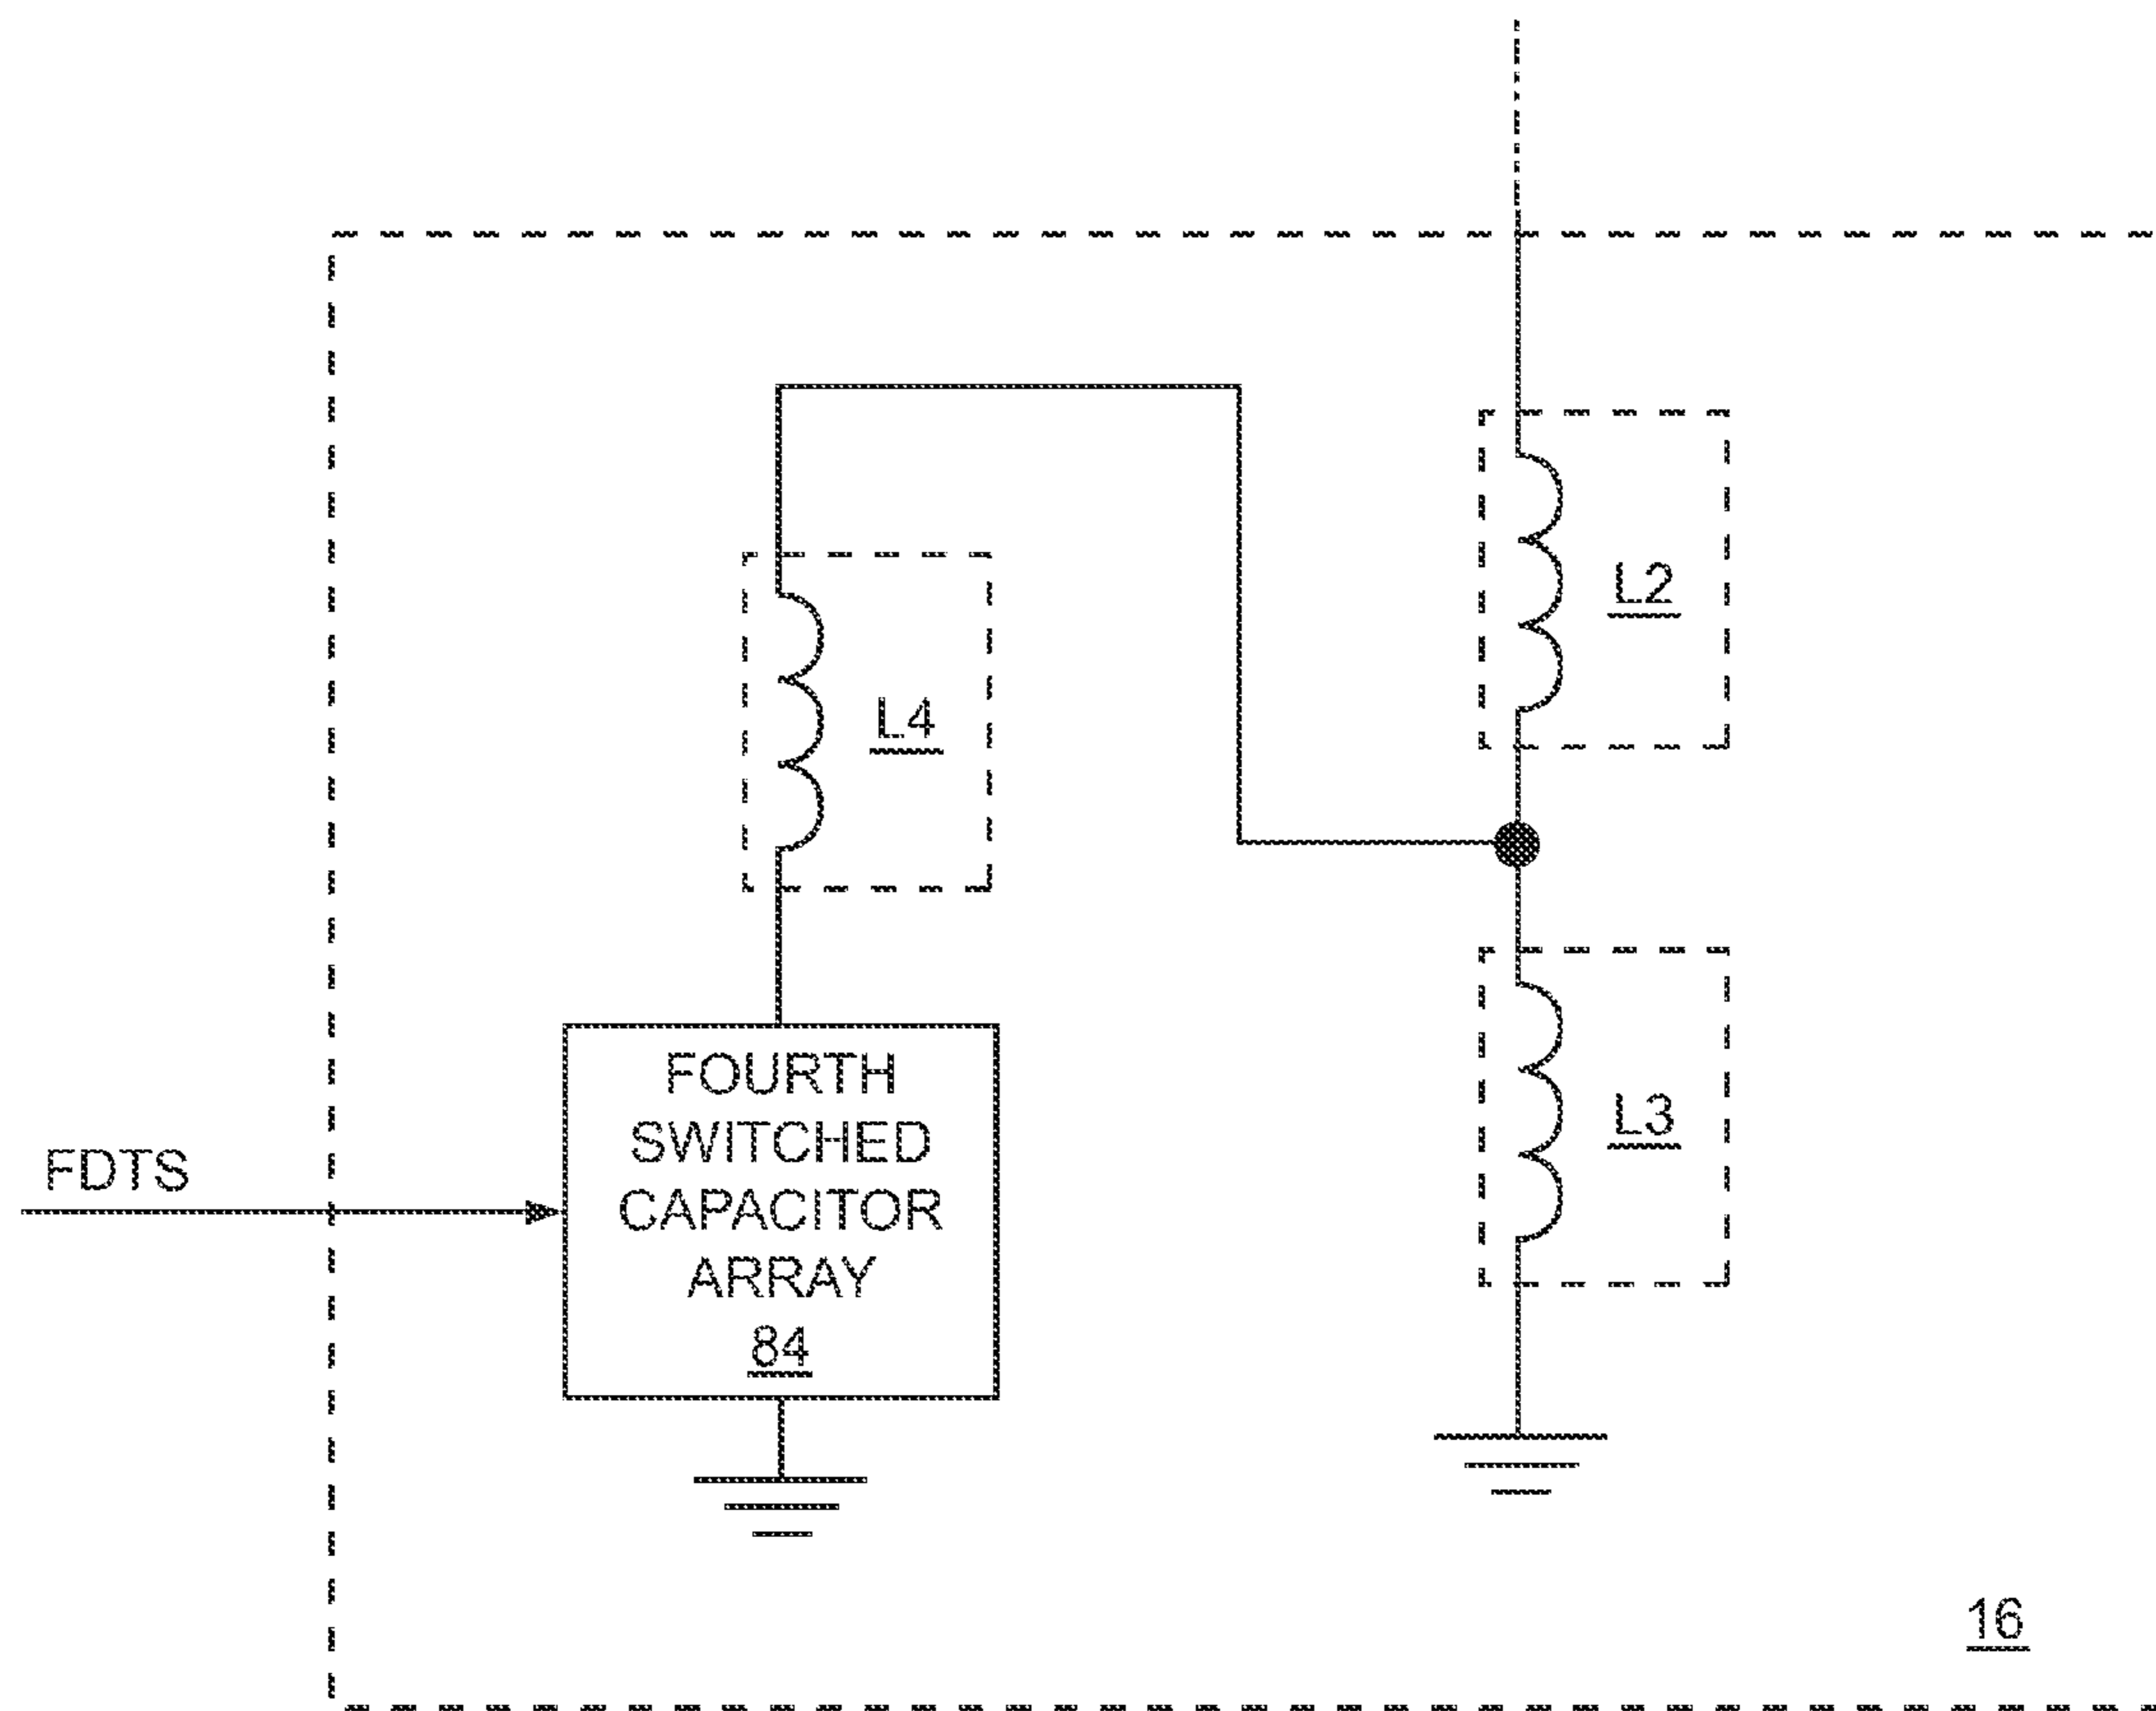 L2
L4
FOURTH
SWITCHED
CAPACITOR
ARRAY
84
L3
FDTS
16